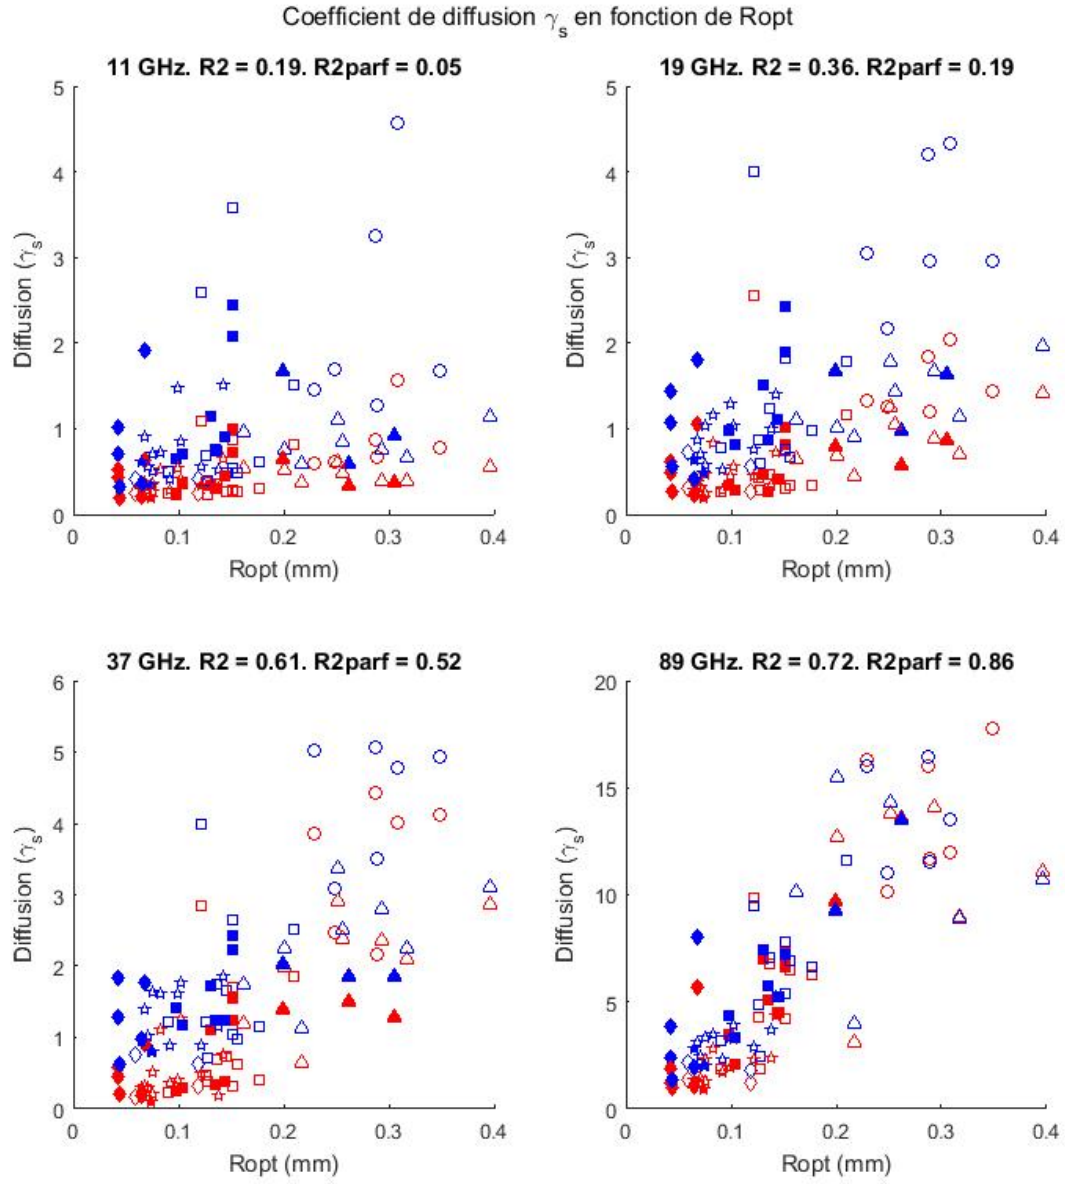 Coefficient de diffusion γs en fonction de Ropt
11 GHz. R2 = 0.19. R2parf = 0.05
5
4
3
2
1
0
Diffusion (γs)
0 0.1 0.2 0.3 0.4
Ropt (mm)
19 GHz. R2 = 0.36. R2parf = 0.19
5
4
3
2
1
0
Diffusion (γs)
0 0.1 0.2 0.3 0.4
Ropt (mm)
37 GHz. R2 = 0.61. R2parf = 0.52
6
5
4
3
2
1
0
Diffusion (γs)
0 0.1 0.2 0.3 0.4
Ropt (mm)
89 GHz. R2 = 0.72. R2parf = 0.86
20
15
10
5
0
Diffusion (γs)
0 0.1 0.2 0.3 0.4
Ropt (mm)